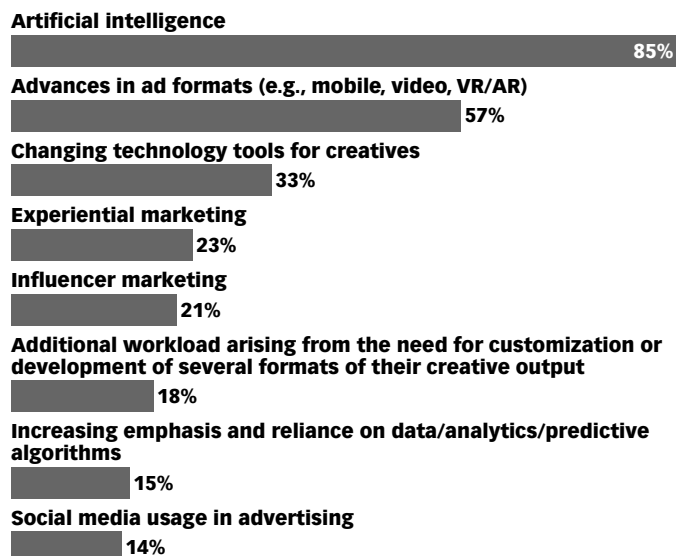 Artificial intelligence
85%
Advances in ad formats (e.g., mobile, video, VR/AR)
57%
Changing technology tools for creatives
33%
Experiential marketing
23%
Influencer marketing
21%
Additional workload arising from the need for customization or
development of several formats of their creative output
18%
Increasing emphasis and reliance on data/analytics/predictive
algorithms
15%
Social media usage in advertising
14%